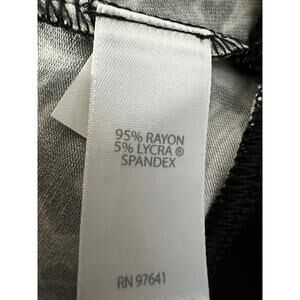 95% RAYON
5% LYCRA ®
SPANDEX
RN 97641